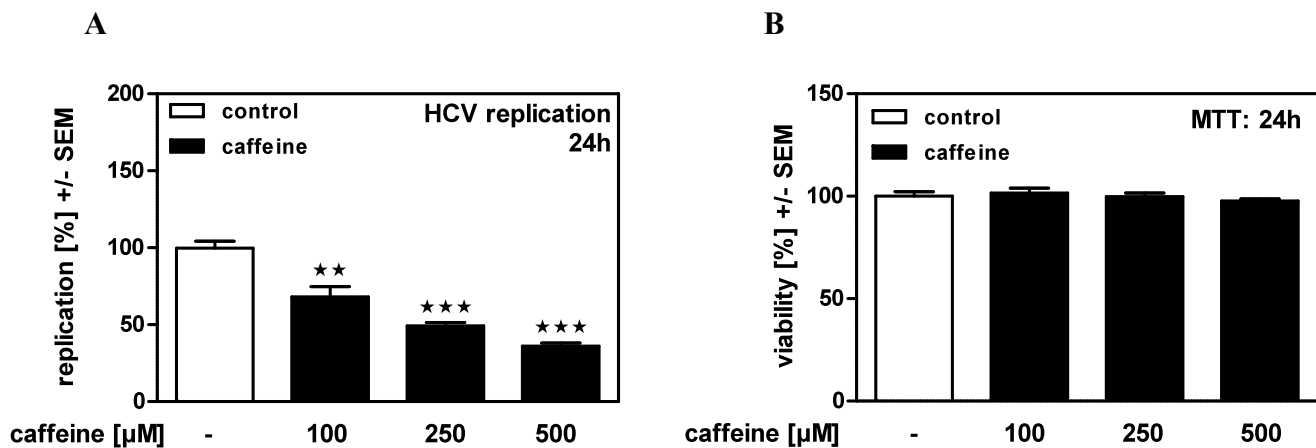 A
200
150
100
50
0
replication [%] +/- SEM
control
caffeine
HCV replication
24h
★★
★★★
★★★
caffeine [µM] - 100 250 500
B
150
100
50
0
viability [%] +/- SEM
control
caffeine
MTT: 24h
caffeine [µM] - 100 250 500